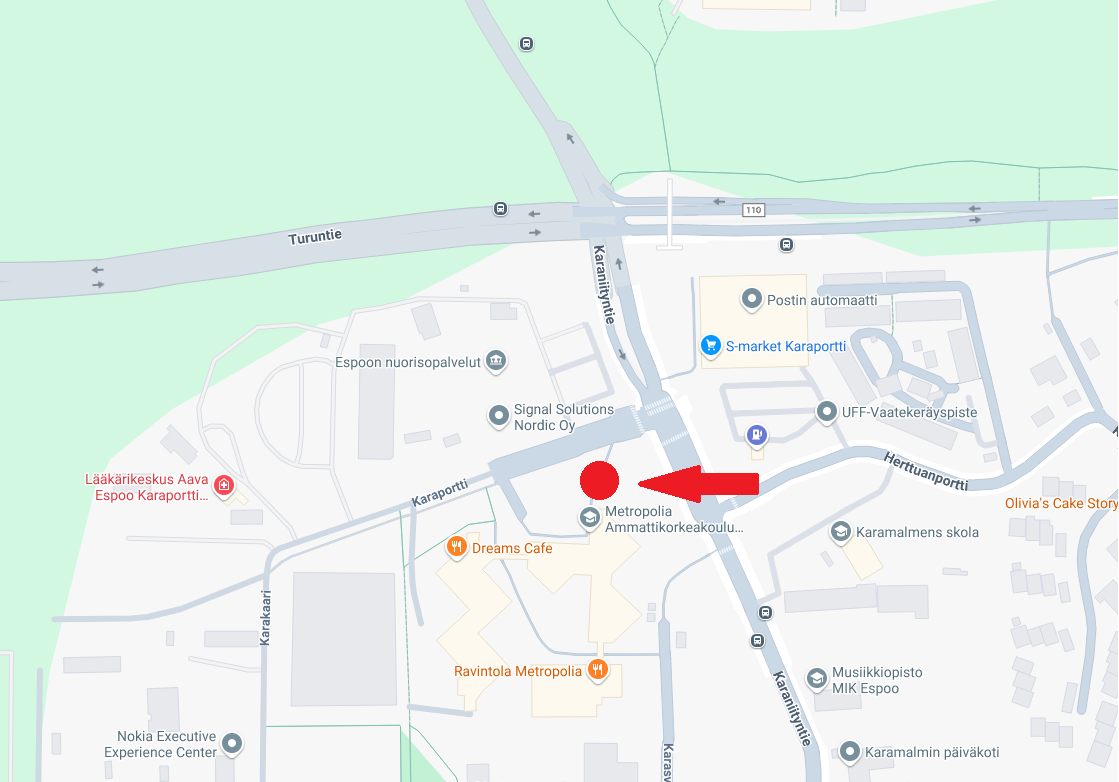 110
Turuntie
Karaniityntie
Postin automaatti
S-market Karaportti
Espoon nuorisopalvelut
Signal Solutions
Nordic Oy
UFF-Vaatekeräyspiste
Herttuanportti
Lääkärikeskus Aava
Espoo Karaportti...
Karaportti
Olivia's Cake Story
Metropolia
Ammattikorkeakoulu...
Karamalmens skola
Dreams Cafe
Karakaari
Ravintola Metropolia
Musiikkiopisto
MIK Espoo
Karaniityntie
Nokia Executive
Experience Center
Karamalmin päiväkoti
Karasv